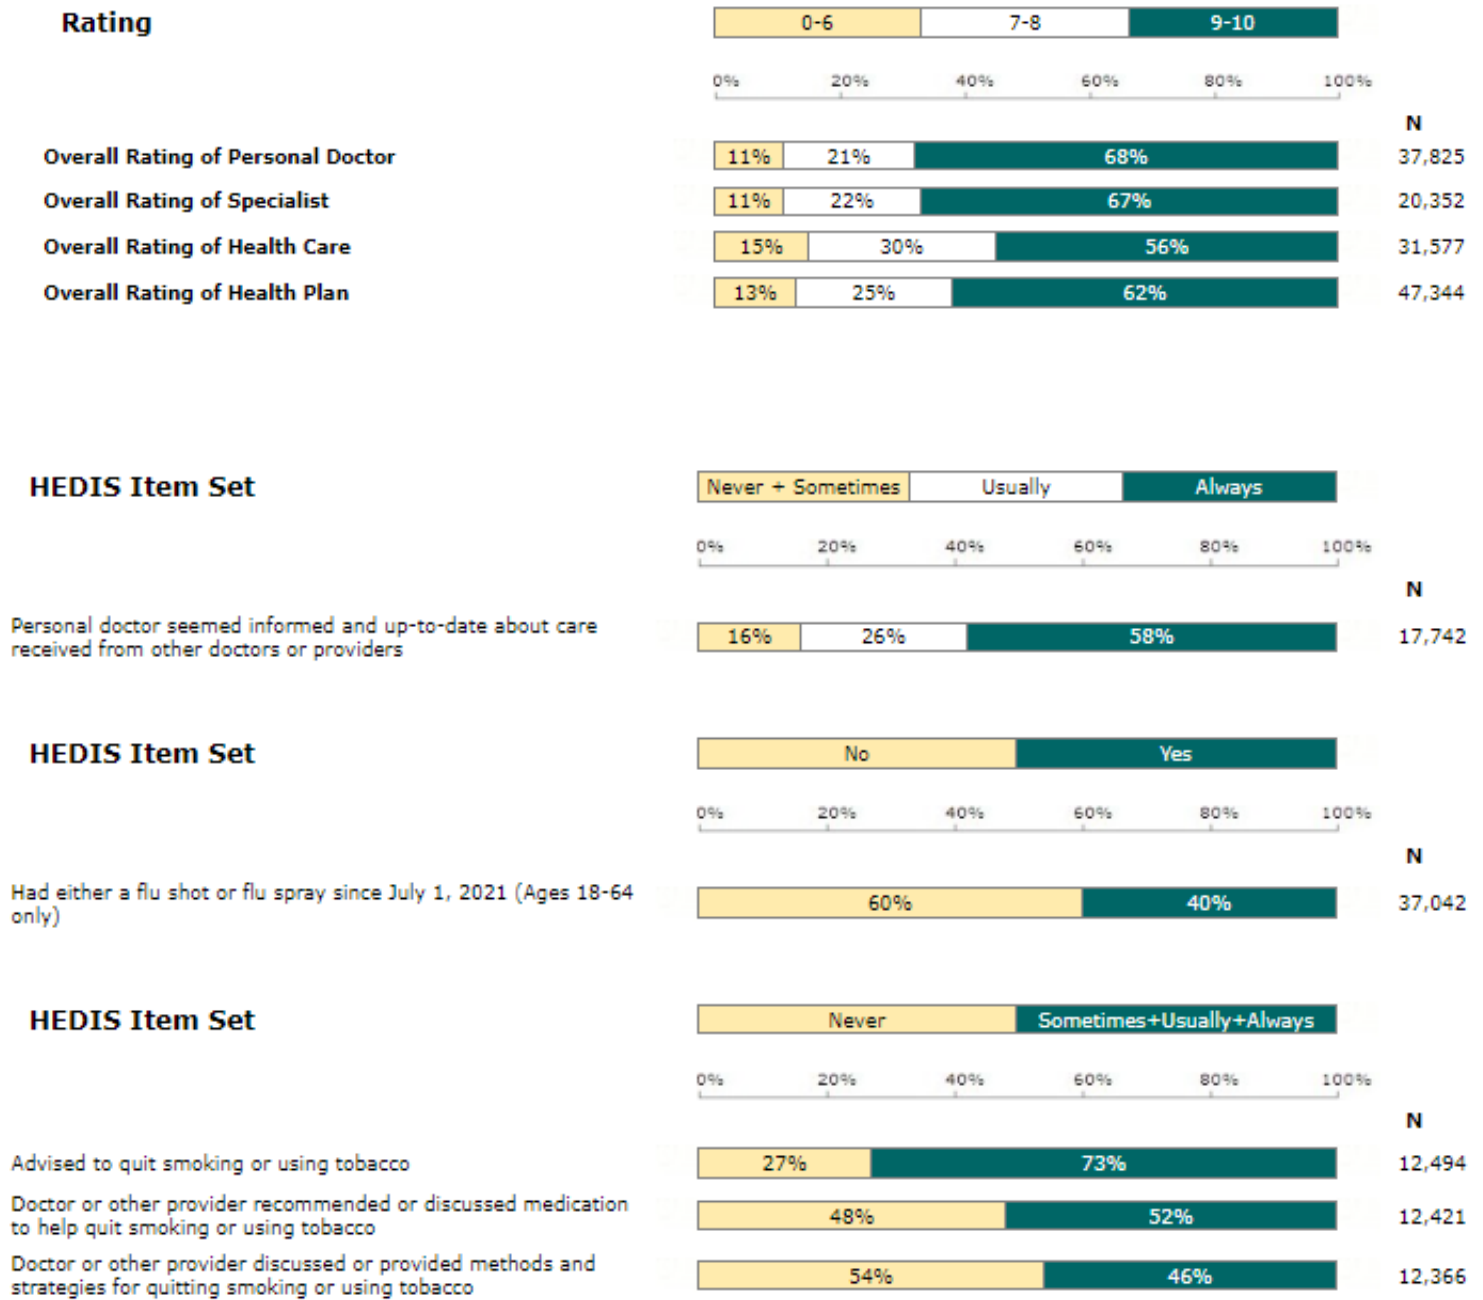 Rating
0-6 7-8 9-10
0% 20% 40% 60% 80% 100%
N
Overall Rating of Personal Doctor 11% 21% 68% 37,825
Overall Rating of Specialist 11% 22% 67% 20,352
Overall Rating of Health Care 15% 30% 56% 31,577
Overall Rating of Health Plan 13% 25% 62% 47,344
HEDIS Item Set
Never + Sometimes Usually Always
0% 20% 40% 60% 80% 100%
N
Personal doctor seemed informed and up-to-date about care
received from other doctors or providers
16% 26% 58% 17,742
HEDIS Item Set
No Yes
0% 20% 40% 60% 80% 100%
N
Had either a flu shot or flu spray since July 1, 2021 (Ages 18-64
only)
60% 40% 37,042
HEDIS Item Set
Never Sometimes+Usually+Always
0% 20% 40% 60% 80% 100%
N
Advised to quit smoking or using tobacco 27% 73% 12,494
Doctor or other provider recommended or discussed medication
to help quit smoking or using tobacco
48% 52% 12,421
Doctor or other provider discussed or provided methods and
strategies for quitting smoking or using tobacco
54% 46% 12,366